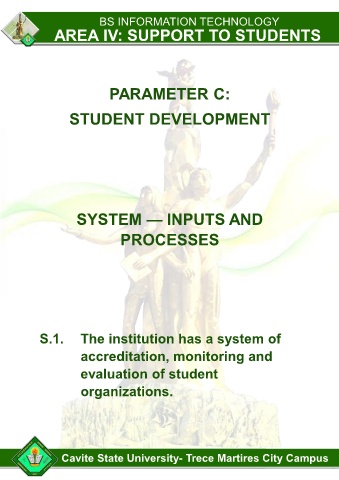 BS INFORMATION TECHNOLOGY
AREA IV: SUPPORT TO STUDENTS
PARAMETER C:
STUDENT DEVELOPMENT
SYSTEM — INPUTS AND
PROCESSES
S.1. The institution has a system of
accreditation, monitoring and
evaluation of student
organizations.
Cavite State University- Trece Martires City Campus